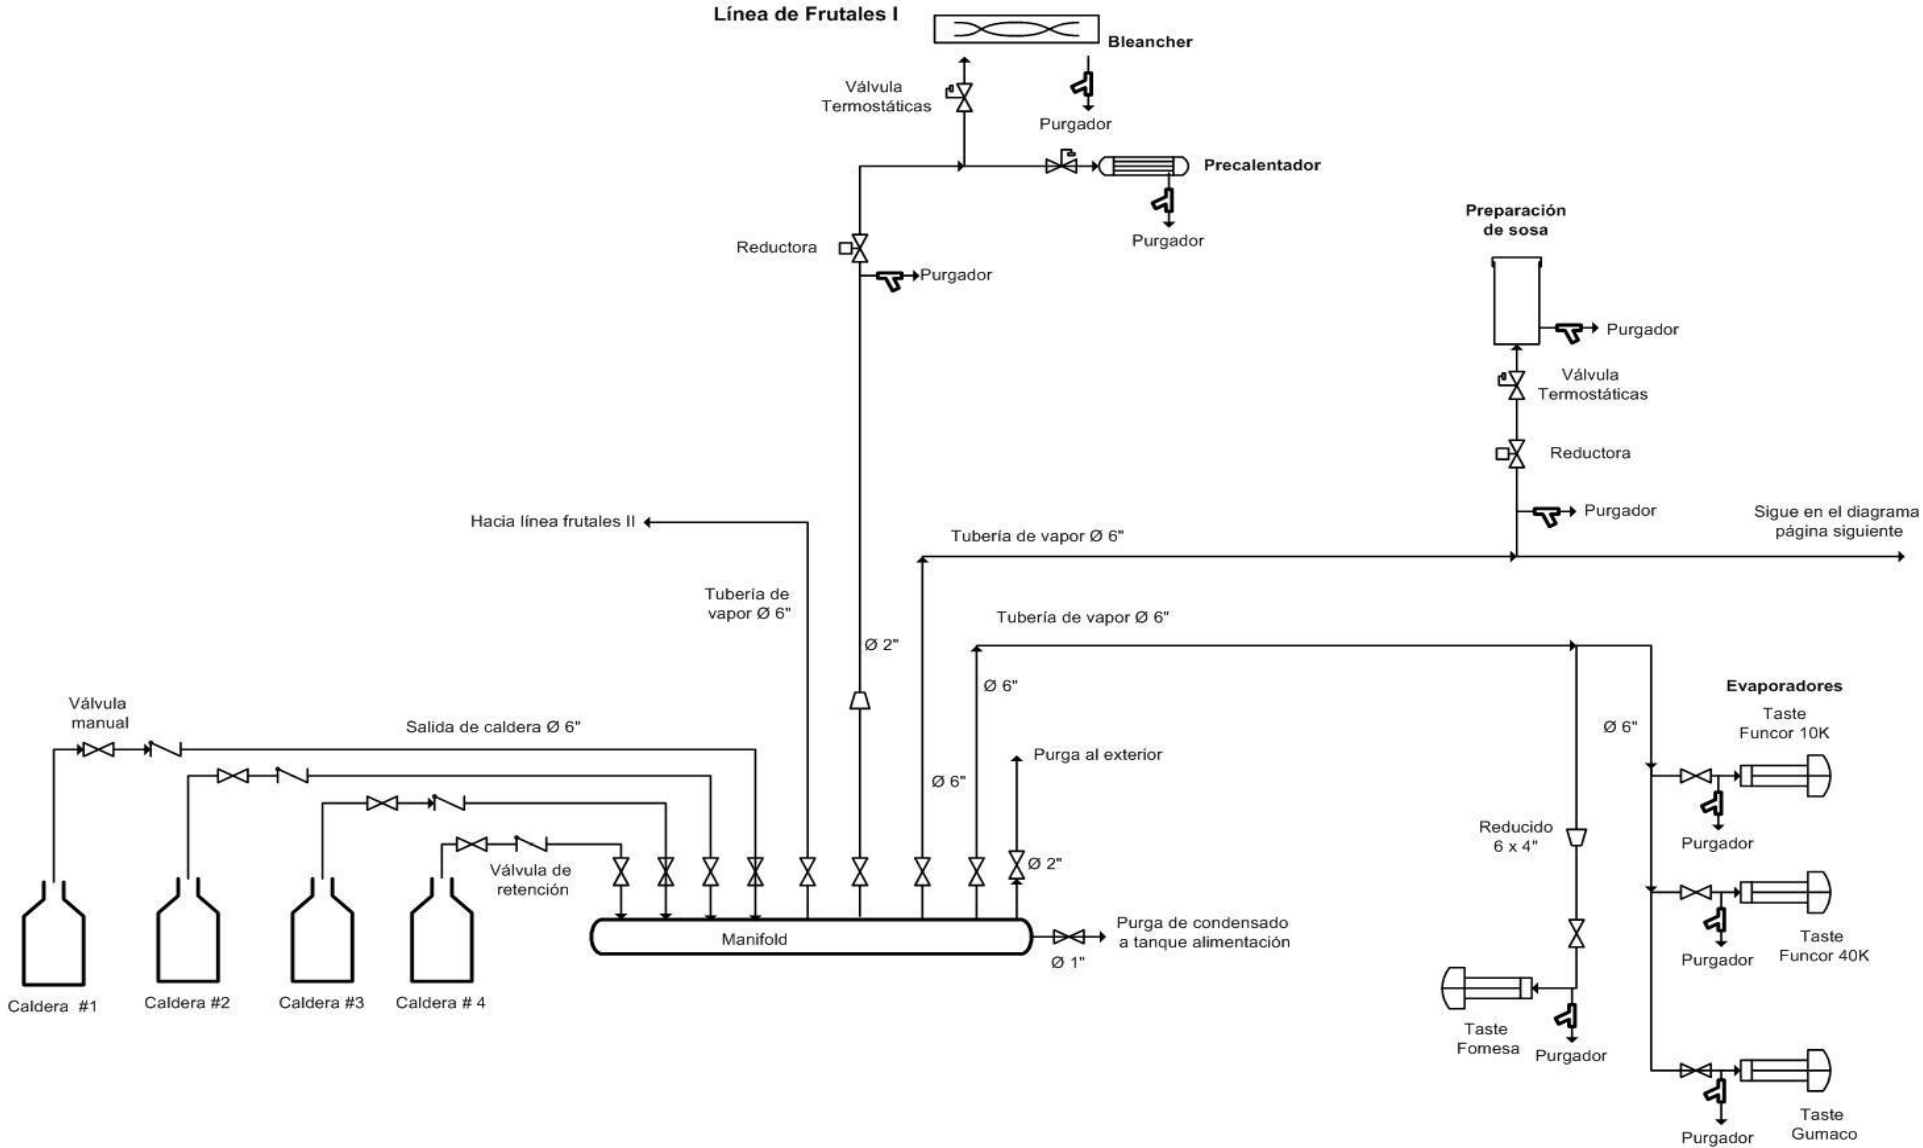 Línea de Frutales I
Bleancher
Válvula
Termostáticas
Purgador
Precalentador
Purgador
Reductora
Purgador
Preparación
de sosa
Purgador
Válvula
Termostáticas
Reductora
Purgador
Sigue en el diagrama
página siguiente
Hacia línea frutales II
Tubería de vapor Ø 6"
Tubería de
vapor Ø 6"
Tubería de vapor Ø 6"
Ø 2"
Ø 6"
Evaporadores
Taste
Funcor 10K
Ø 6"
Válvula
manual
Salida de caldera Ø 6"
Purga al exterior
Ø 6"
Reducido
6 x 4"
Purgador
Ø 2"
Válvula de
retención
Manifold
Purga de condensado
a tanque alimentación
Ø 1"
Taste
Funcor 40K
Purgador
Caldera #1
Caldera #2
Caldera #3
Caldera # 4
Taste
Fomesa
Purgador
Taste
Gumaco
Purgador